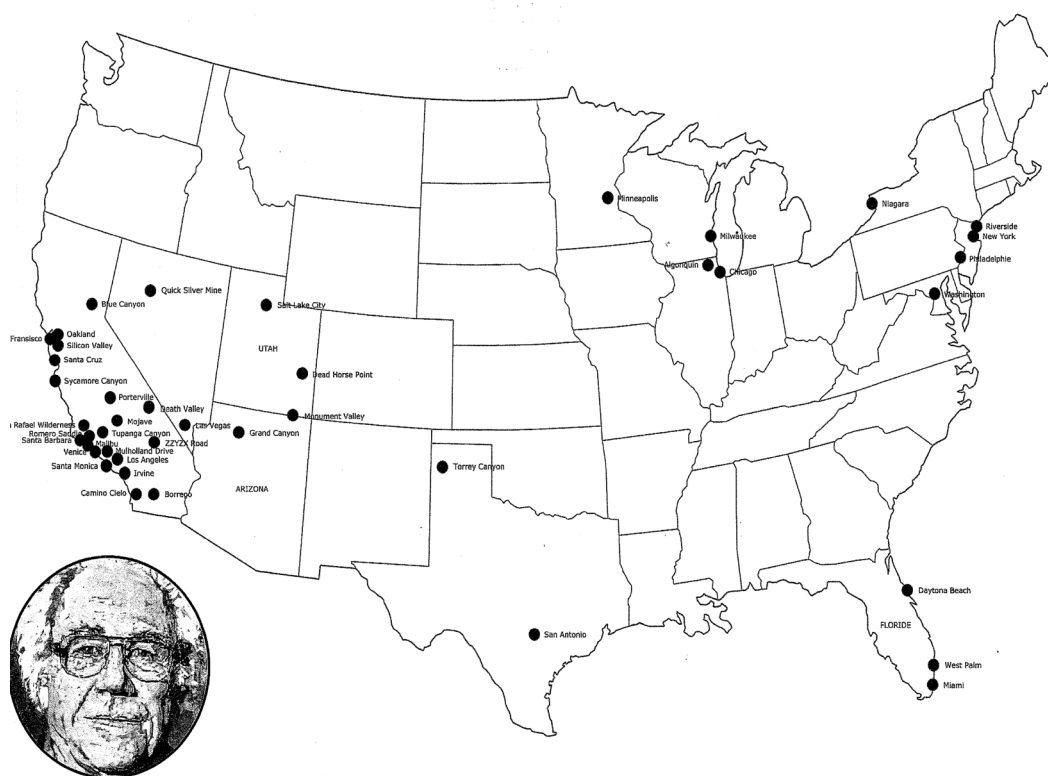 Minneapolis
Niagara
Riverside
New York
Milwaukee
Philadelphie
Algonquin
Chicago
Quick Silver Mine
Washington
Blue Canyon
Salt Lake City
Oakland
Fransisco
Silicon Valley
UTAH
Santa Cruz
Dead Horse Point
Sycamore Canyon
Porterville
Death Valley
Monument Valley
Mojave
Rafael Wilderness
Las Vegas
Grand Canyon
Romero Saddle
Tupanga Canyon
Santa Barbara
Malibu
ZZYZX Road
Venice
Mulholland Drive
Los Angeles
Santa Monica
Torrey Canyon
Irvine
ARIZONA
Camino Cielo
Borrego
Daytona Beach
FLORIDE
San Antonio
West Palm
Miami